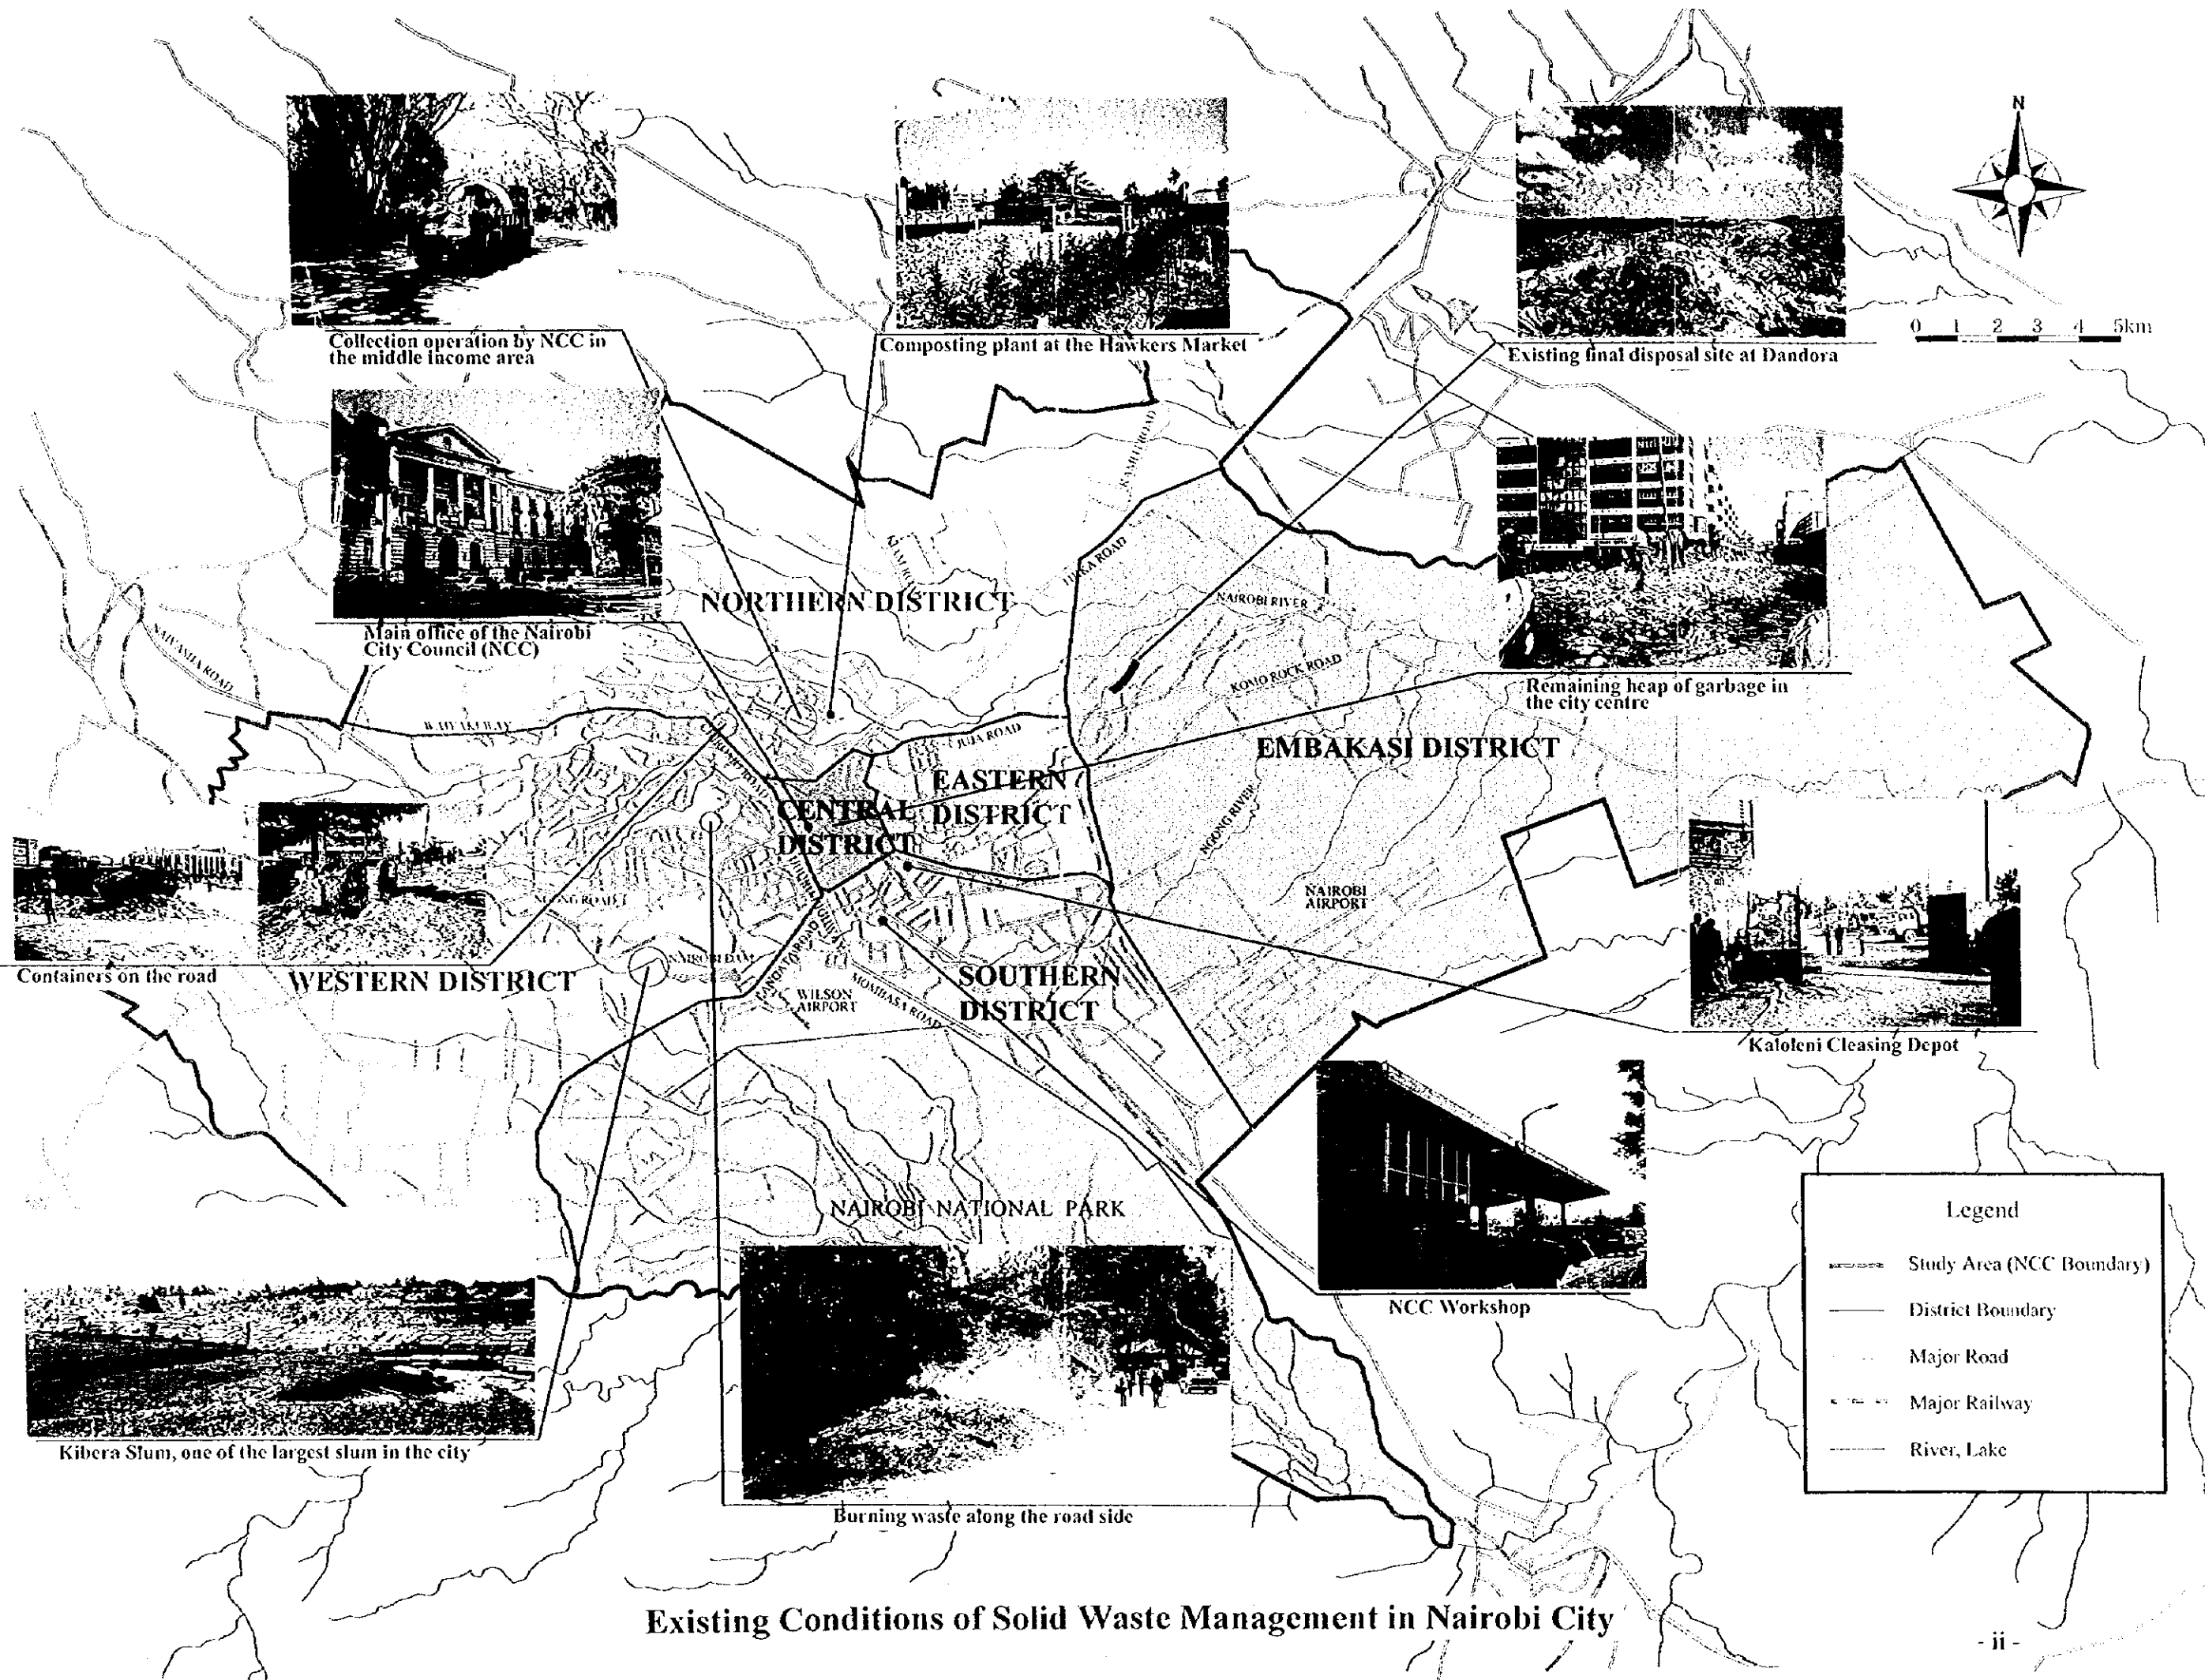 N
0 1 2 3 4 5km
Collection operation by NCC in
the middle income area
Composting plant at the Hawkers Market
Existing final disposal site at Dandora
Main office of the Nairobi
City Council (NCC)
NORTHERN DISTRICT
THIKA ROAD
NAIROBI RIVER
KOMO ROCK ROAD
Remaining heap of garbage in
the city centre
NAIVASHA ROAD
WAIYAKI WAY
JUJA ROAD
EMBAKASI DISTRICT
EASTERN
DISTRICT
CENTRAL
DISTRICT
NGONG RIVER
NAIROBI
AIRPORT
NGONG ROAD
Containers on the road
WESTERN DISTRICT
NAIROBI DAM
WILSON
AIRPORT
MOMBASA ROAD
SOUTHERN
DISTRICT
Kaloleni Cleasing Depot
NAIROBI NATIONAL PARK
NCC Workshop
Kibera Slum, one of the largest slum in the city
Burning waste along the road side
Legend
Study Area (NCC Boundary)
District Boundary
Major Road
Major Railway
River, Lake
Existing Conditions of Solid Waste Management in Nairobi City
- ii -